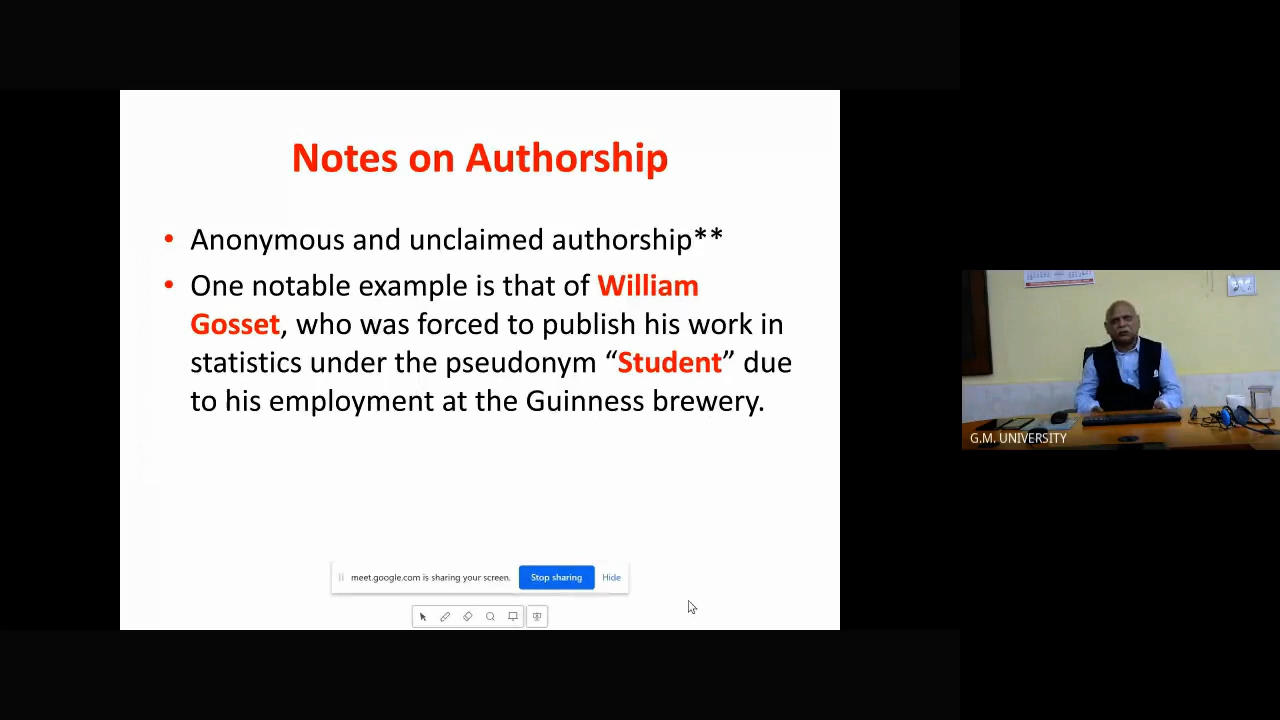 Notes on Authorship
• Anonymous and unclaimed authorship**
• One notable example is that of William
Gosset, who was forced to publish his work in
statistics under the pseudonym “Student” due
to his employment at the Guinness brewery.
meet.google.com is sharing your screen.
Stop sharing
Hide
G.M. UNIVERSITY